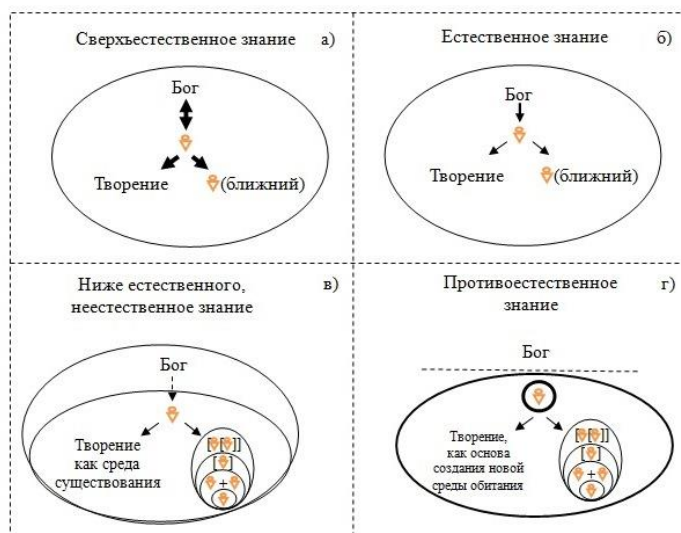 Сверхъестественное знание а)
Бог
Творение (ближний)
Естественное знание б)
Бог
Творение (ближний)
Ниже естественного,
неестественное знание в)
Бог
Творение
как среда
существования
[[]]
[]
+
Противоестественное
знание г)
Бог
Творение,
как основа
создания новой
среды обитания
[[]]
[]
+